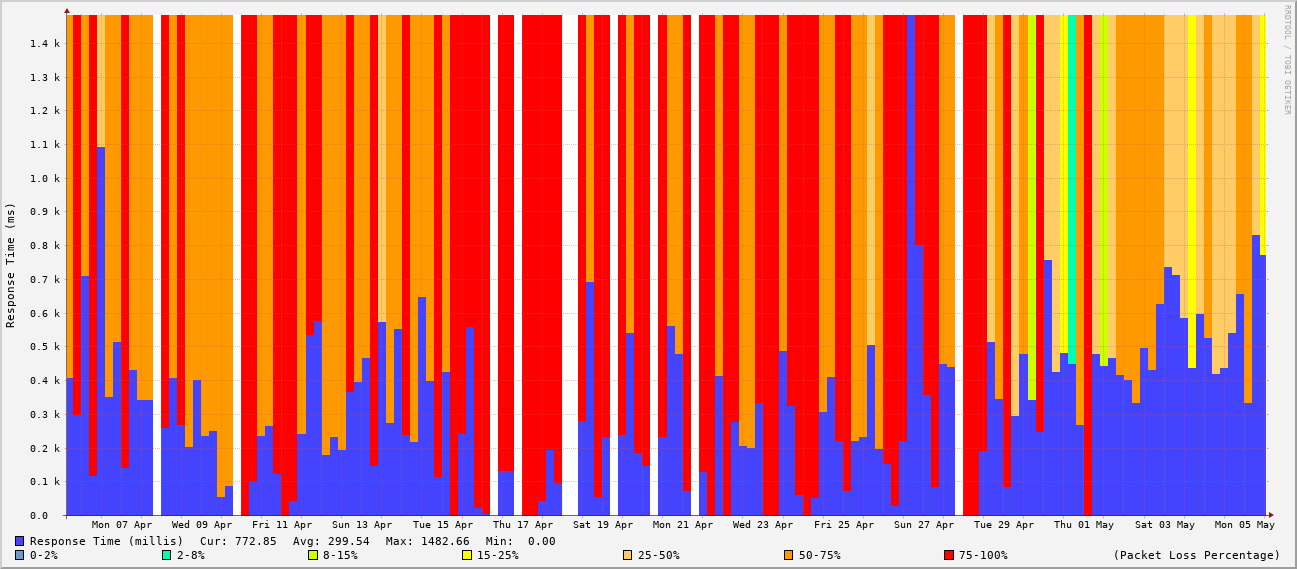 RRDTOOL / TOBI OETIKER
Response Time (ms)
1.4 k
1.3 k
1.2 k
1.1 k
1.0 k
0.9 k
0.8 k
0.7 k
0.6 k
0.5 k
0.4 k
0.3 k
0.2 k
0.1 k
0.0
Mon 07 Apr Wed 09 Apr Fri 11 Apr Sun 13 Apr Tue 15 Apr Thu 17 Apr Sat 19 Apr Mon 21 Apr Wed 23 Apr Fri 25 Apr Sun 27 Apr Tue 29 Apr Thu 01 May Sat 03 May Mon 05 May
Response Time (millis) Cur: 772.85 Avg: 299.54 Max: 1482.66 Min: 0.00
0-2% 2-8% 8-15% 15-25% 25-50% 50-75% 75-100% (Packet Loss Percentage)